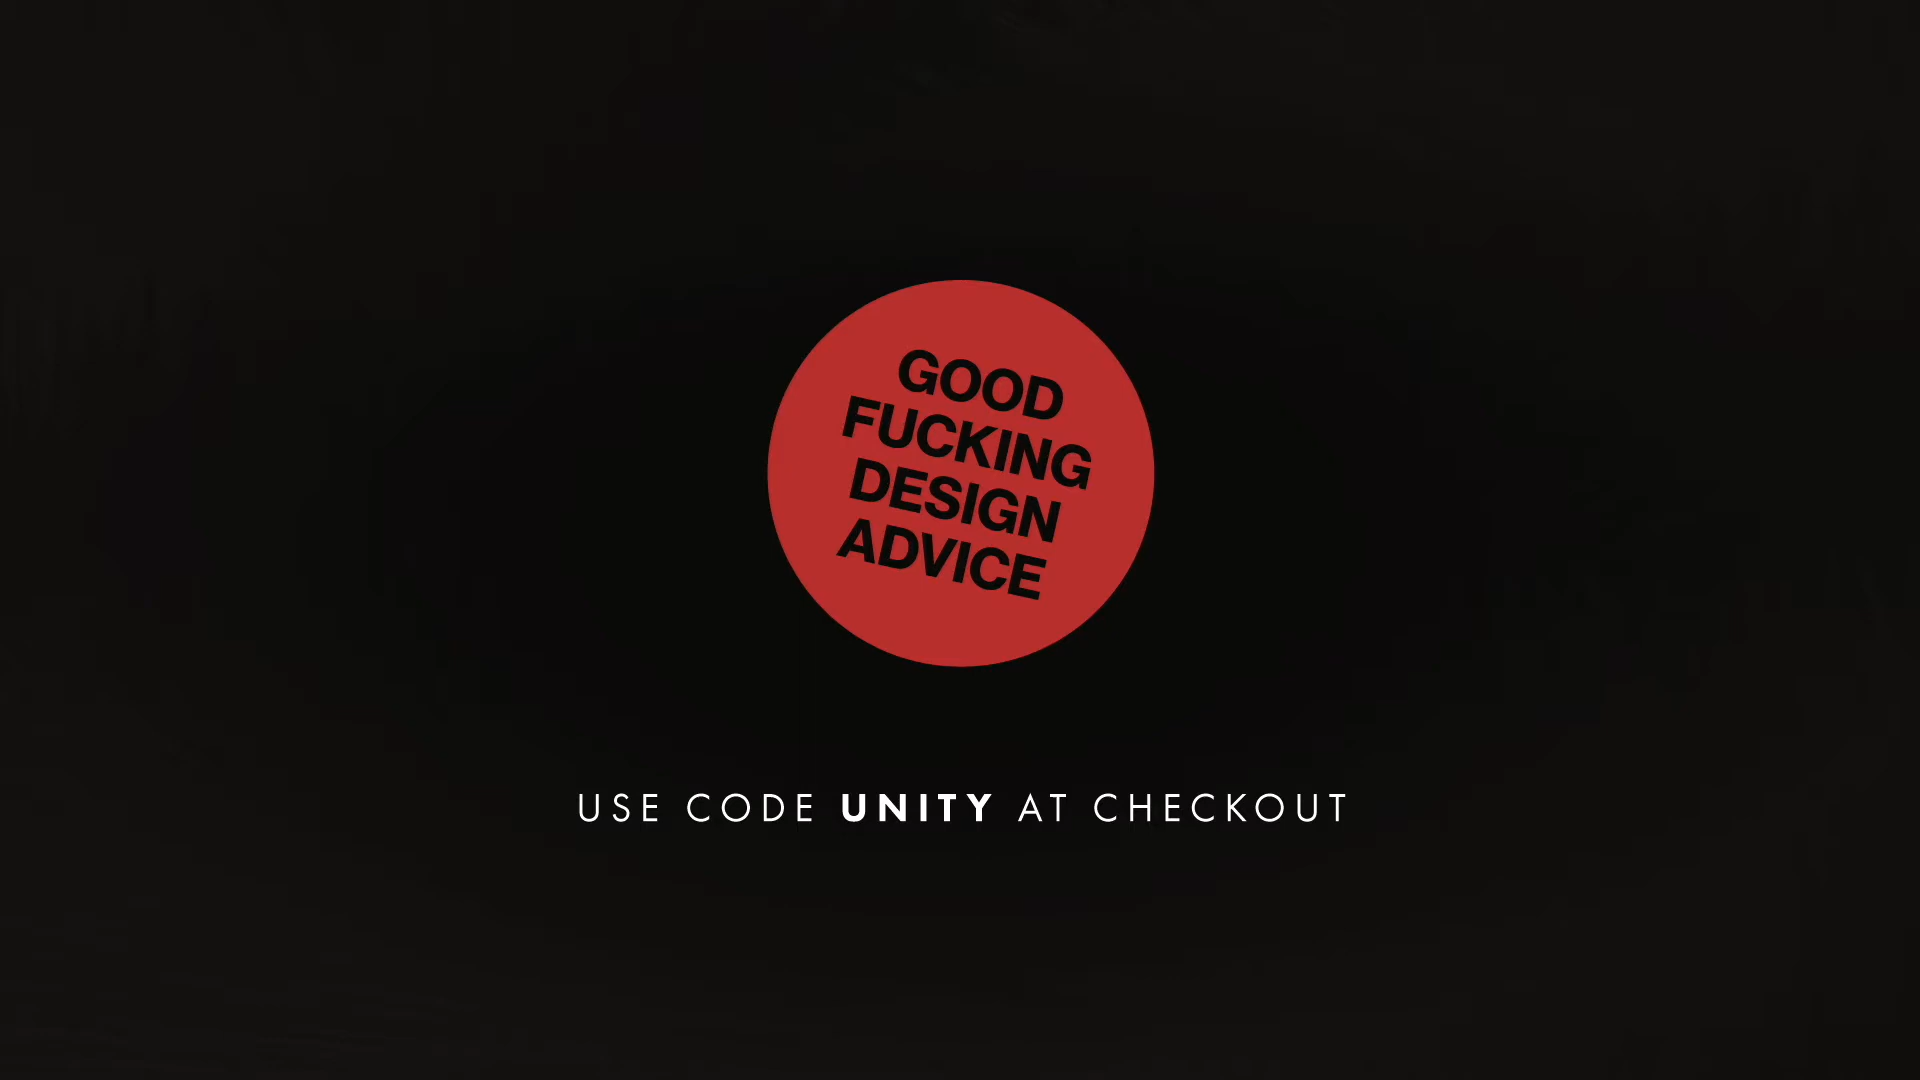 GOOD
FUCKING
DESIGN
ADVICE
USE CODE UNITY AT CHECKOUT